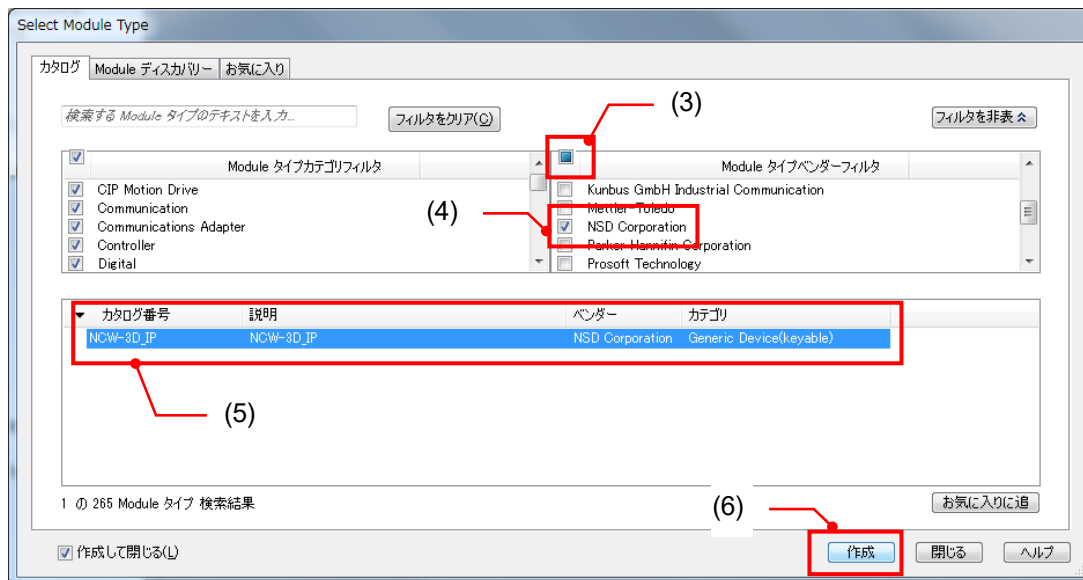 Select Module Type
カタログ Module ディスカバリー お気に入り
検索する Module タイプのテキストを入力... フィルタをクリア(C) (3) フィルタを非表
Module タイプカテゴリフィルタ Module タイプベンダーフィルタ
CIP Motion Drive Kunbus GmbH Industrial Communication
Communication Mettler-Toledo
(4)
Communications Adapter NSD Corporation
Controller Parker Hannifin Corporation
Digital Prosoft Technology
カタログ番号 説明 ベンダー カテゴリ
NCW-3D_IP NCW-3D_IP NSD Corporation Generic Device(keyable)
(5)
1 の 265 Module タイプ 検索結果 (6) お気に入りに追
作成して閉じる(L) 作成 閉じる ヘルプ